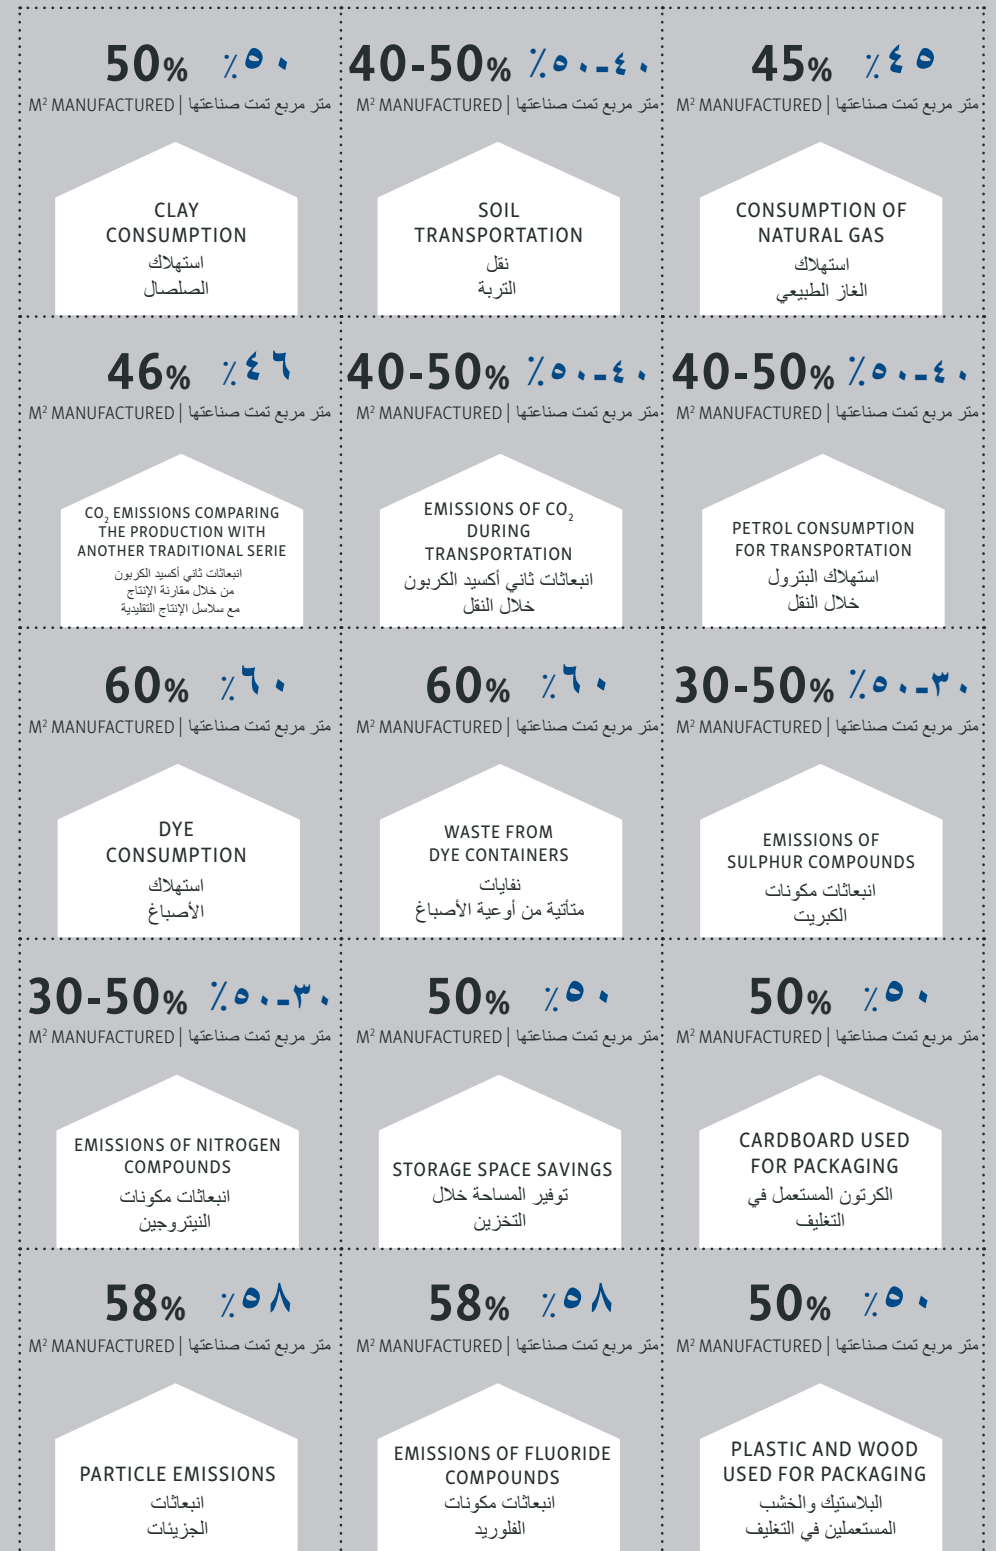 50% ٪٥٠
M² MANUFACTURED | متر مربع تمت صناعتها
CLAY
CONSUMPTION
استهلاك
الصلصال
40-50% ٪٥٠-٤٠
M² MANUFACTURED | متر مربع تمت صناعتها
SOIL
TRANSPORTATION
نقل
التربة
45% ٪٤٥
M² MANUFACTURED | متر مربع تمت صناعتها
CONSUMPTION OF
NATURAL GAS
استهلاك
الغاز الطبيعي
46% ٪٤٦
M² MANUFACTURED | متر مربع تمت صناعتها
CO₂ EMISSIONS COMPARING
THE PRODUCTION WITH
ANOTHER TRADITIONAL SERIE
انبعاثات ثاني أكسيد الكربون
من خلال مقارنة الإنتاج
مع سلاسل الإنتاج التقليدية
40-50% ٪٥٠-٤٠
M² MANUFACTURED | متر مربع تمت صناعتها
EMISSIONS OF CO₂
DURING
TRANSPORTATION
انبعاثات ثاني أكسيد الكربون
خلال النقل
40-50% ٪٥٠-٤٠
M² MANUFACTURED | متر مربع تمت صناعتها
PETROL CONSUMPTION
FOR TRANSPORTATION
استهلاك البترول
خلال النقل
60% ٪٦٠
M² MANUFACTURED | متر مربع تمت صناعتها
DYE
CONSUMPTION
استهلاك
الأصباغ
60% ٪٦٠
M² MANUFACTURED | متر مربع تمت صناعتها
WASTE FROM
DYE CONTAINERS
نفايات
متأتية من أوعية الأصباغ
30-50% ٪٥٠-٣٠
M² MANUFACTURED | متر مربع تمت صناعتها
EMISSIONS OF
SULPHUR COMPOUNDS
انبعاثات مكونات
الكبريت
30-50% ٪٥٠-٣٠
M² MANUFACTURED | متر مربع تمت صناعتها
EMISSIONS OF NITROGEN
COMPOUNDS
انبعاثات مكونات
النيتروجين
50% ٪٥٠
M² MANUFACTURED | متر مربع تمت صناعتها
STORAGE SPACE SAVINGS
توفير المساحة خلال
التخزين
50% ٪٥٠
M² MANUFACTURED | متر مربع تمت صناعتها
CARDBOARD USED
FOR PACKAGING
الكرتون المستعمل في
التغليف
58% ٪٥٨
M² MANUFACTURED | متر مربع تمت صناعتها
PARTICLE EMISSIONS
انبعاثات
الجزيئات
58% ٪٥٨
M² MANUFACTURED | متر مربع تمت صناعتها
EMISSIONS OF FLUORIDE
COMPOUNDS
انبعاثات مكونات
الفلوريد
50% ٪٥٠
M² MANUFACTURED | متر مربع تمت صناعتها
PLASTIC AND WOOD
USED FOR PACKAGING
البلاستيك والخشب
المستعملين في التغليف